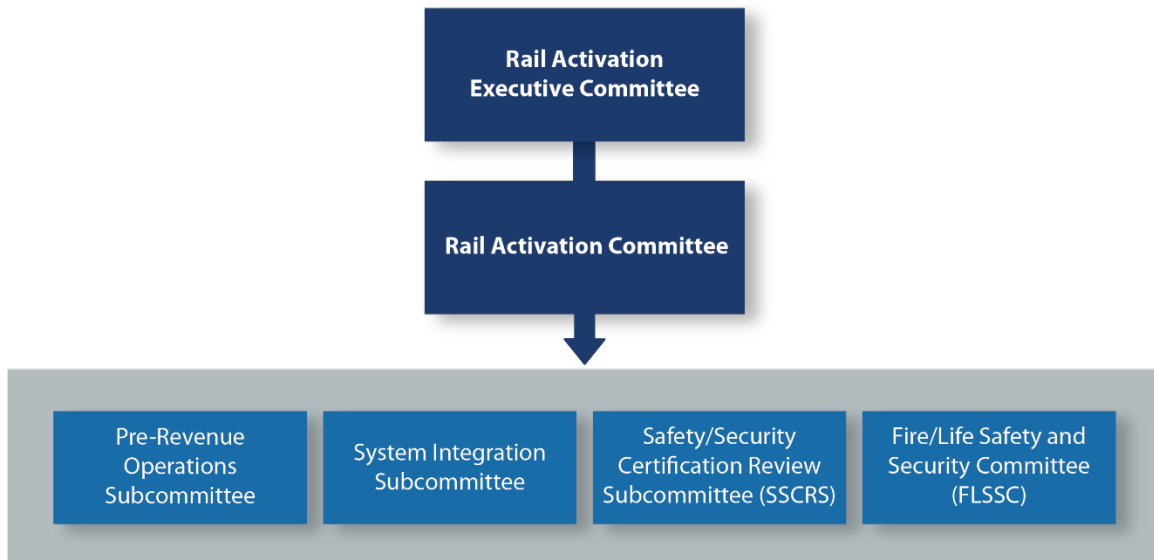 Rail Activation
Executive Committee
Rail Activation Committee
Pre-Revenue
Operations
Subcommittee
System Integration
Subcommittee
Safety/Security
Certification Review
Subcommittee (SSCRS)
Fire/Life Safety and
Security Committee
(FLSSC)